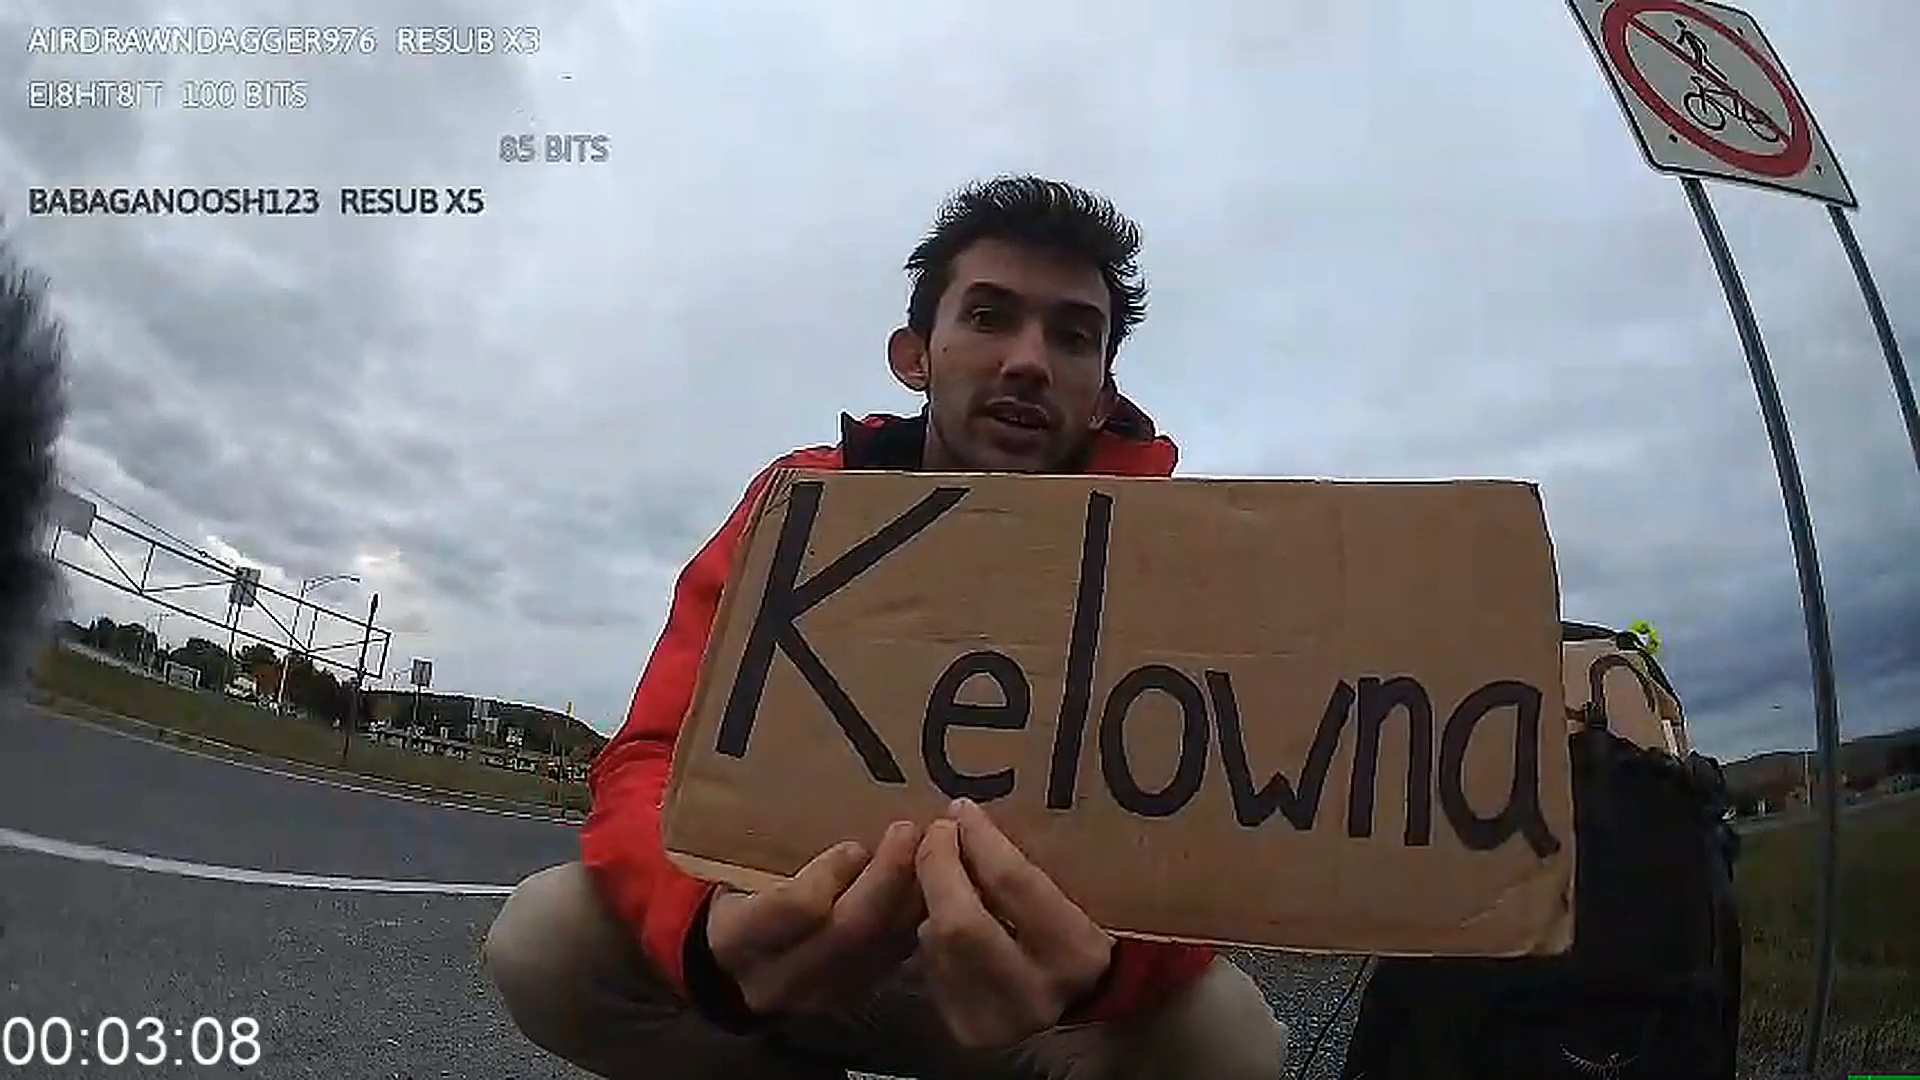 AIRDRAWNDAGGER976 RESUB X3
EI8HT8IT 100 BITS
85 BITS
BABAGANOOSH123 RESUB X5
Kelowna
00:03:08